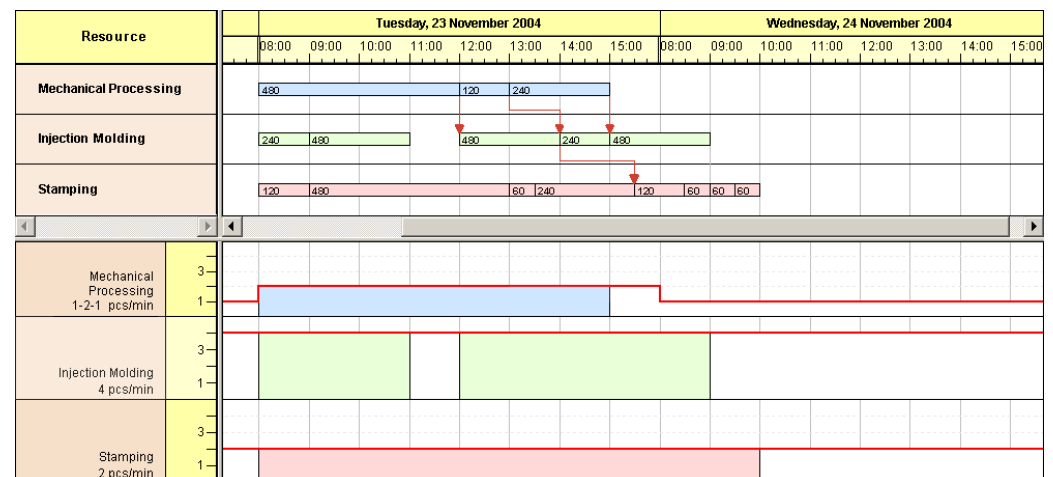 Resource
Tuesday, 23 November 2004
Wednesday, 24 November 2004
08:00 09:00 10:00 11:00 12:00 13:00 14:00 15:00 08:00 09:00 10:00 11:00 12:00 13:00 14:00 15:00
Mechanical Processing
480 120 240
Injection Molding
240 480 480 240 480
Stamping
120 480 60 240 120 60 60 60
Mechanical
Processing
1-2-1 pcs/min
3
1
Injection Molding
4 pcs/min
3
1
Stamping
2 pcs/min
3
1